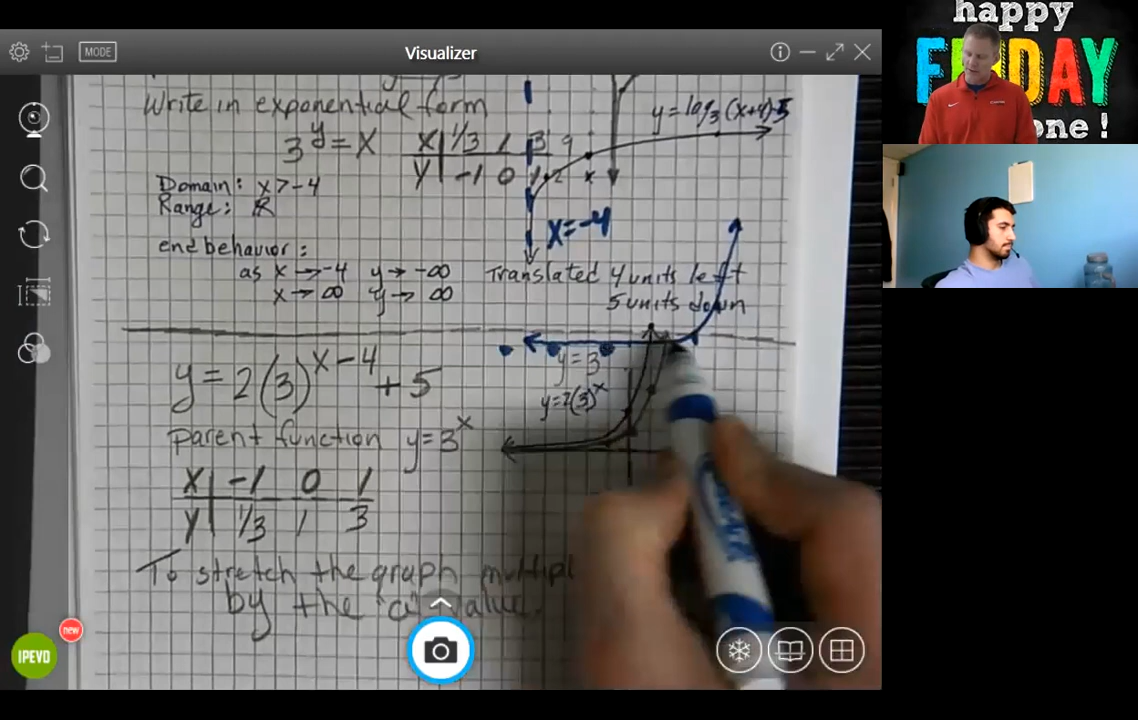 happy
FRIDAY
one !
MODE
Visualizer
Write in exponential form
y = log₃ (x+4)-5
3^y = X
X | 1/3 1 3 9
Y | -1 0 1 2
Domain: x > -4
Range: ℝ
x = -4
end behavior:
as x → -4 y → -∞
x → ∞ y → ∞
Translated 4 units left
5 units down
y = 2(3)^x-4 + 5
y = 3
y=2(3)^x
parent function y = 3^x
X | -1 0 1
Y | 1/3 1 3
To stretch the graph
by the "a" value.
new
IPEVO